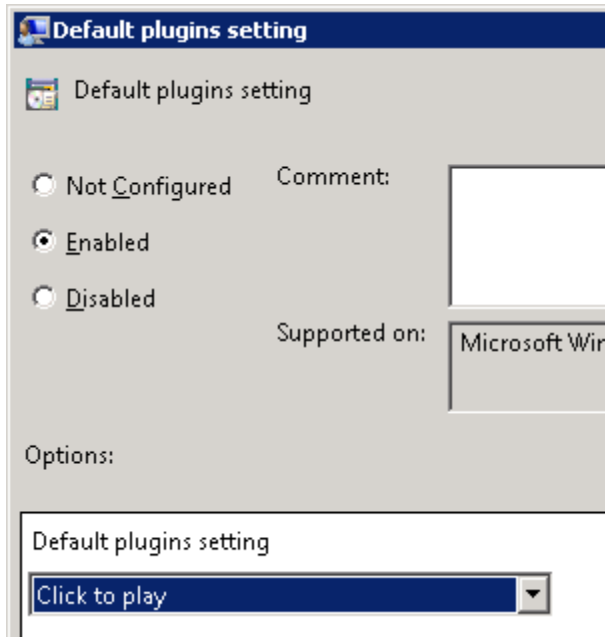 Default plugins setting
Default plugins setting
Not Configured
Comment:
Enabled
Disabled
Supported on:
Microsoft Win
Options:
Default plugins setting
Click to play